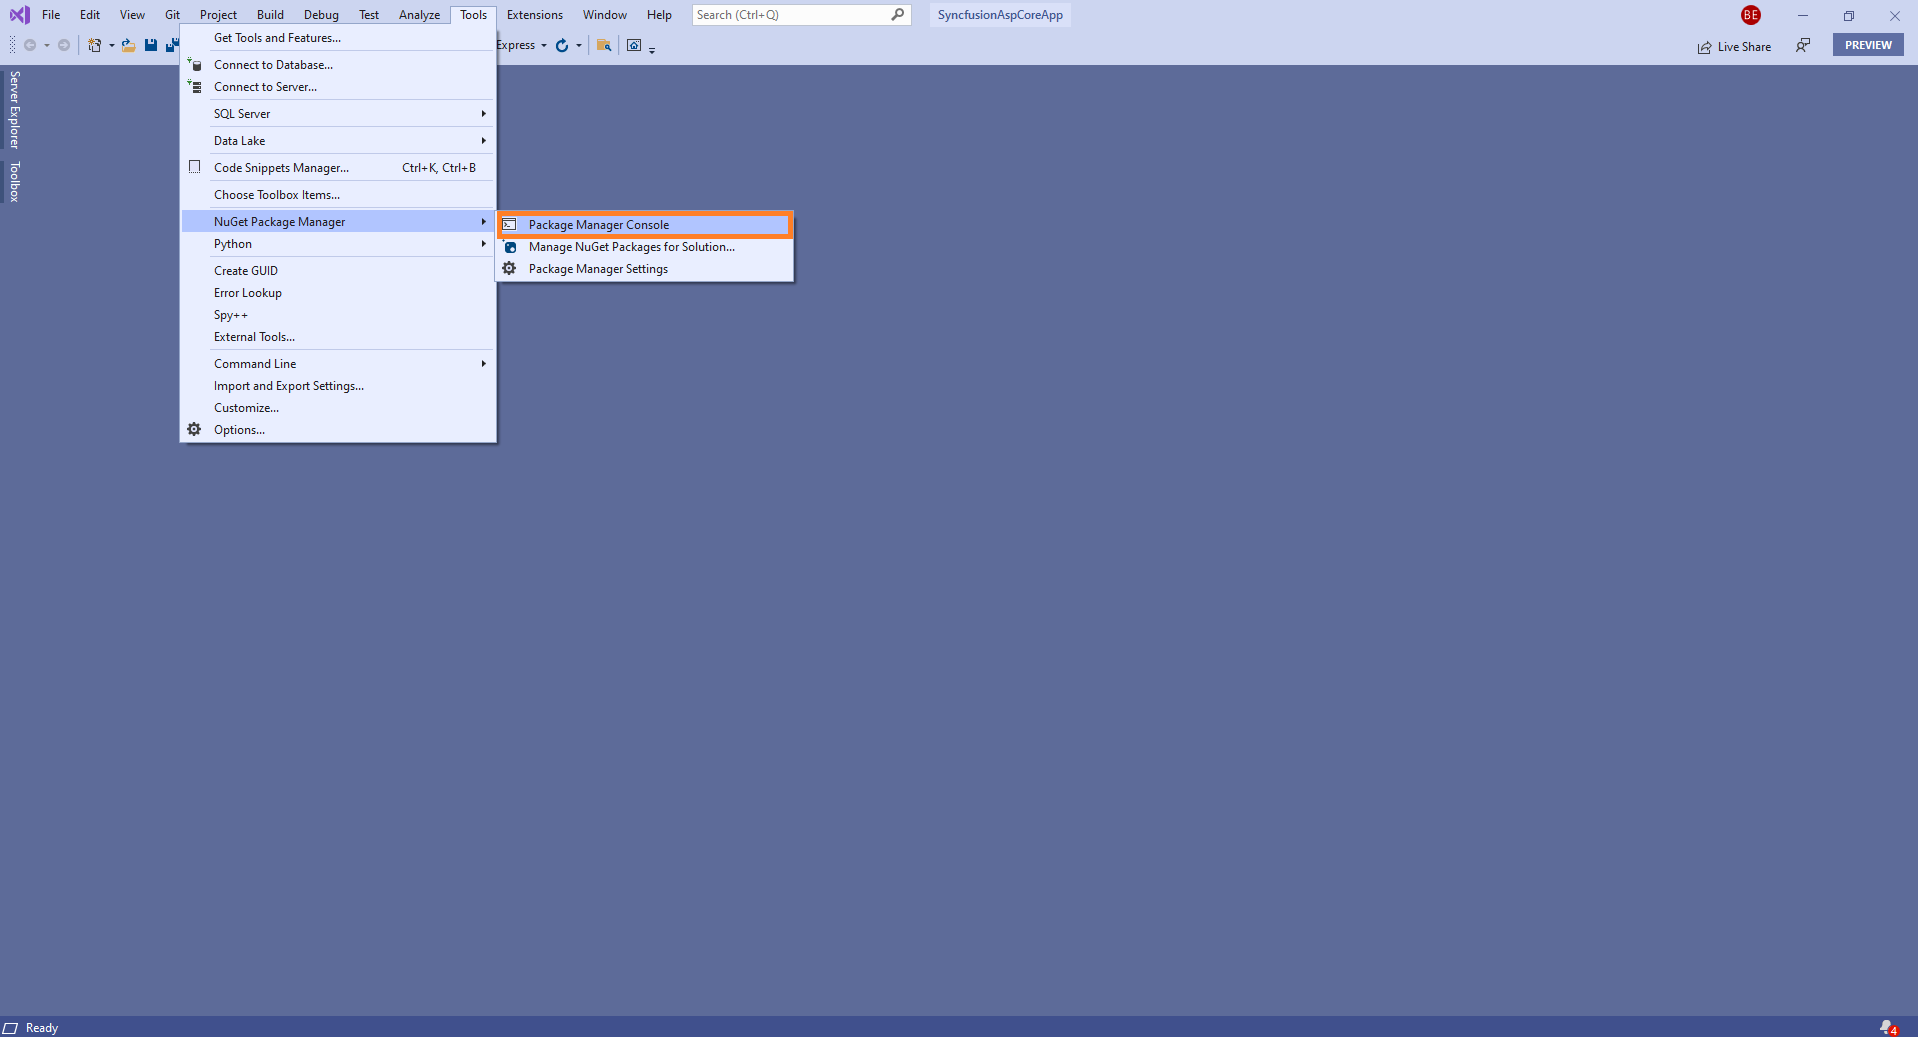 File Edit View Git Project Build Debug Test Analyze Tools Extensions Window Help Search (Ctrl+Q) SyncfusionAspCoreApp BE
Express Live Share PREVIEW
Server Explorer
Toolbox
Get Tools and Features...
Connect to Database...
Connect to Server...
SQL Server
Data Lake
Code Snippets Manager... Ctrl+K, Ctrl+B
Choose Toolbox Items...
NuGet Package Manager
Python
Create GUID
Error Lookup
Spy++
External Tools...
Command Line
Import and Export Settings...
Customize...
Options...
Package Manager Console
Manage NuGet Packages for Solution...
Package Manager Settings
Ready 4